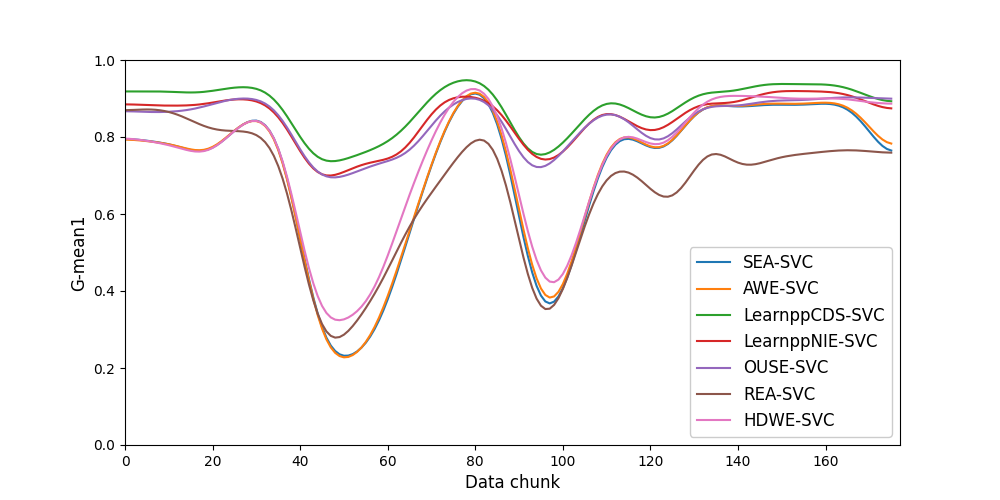 1.0
0.8
0.6
0.4
0.2
0.0
G-mean1
0 20 40 60 80 100 120 140 160
Data chunk
SEA-SVC
AWE-SVC
LearnppCDS-SVC
LearnppNIE-SVC
OUSE-SVC
REA-SVC
HDWE-SVC